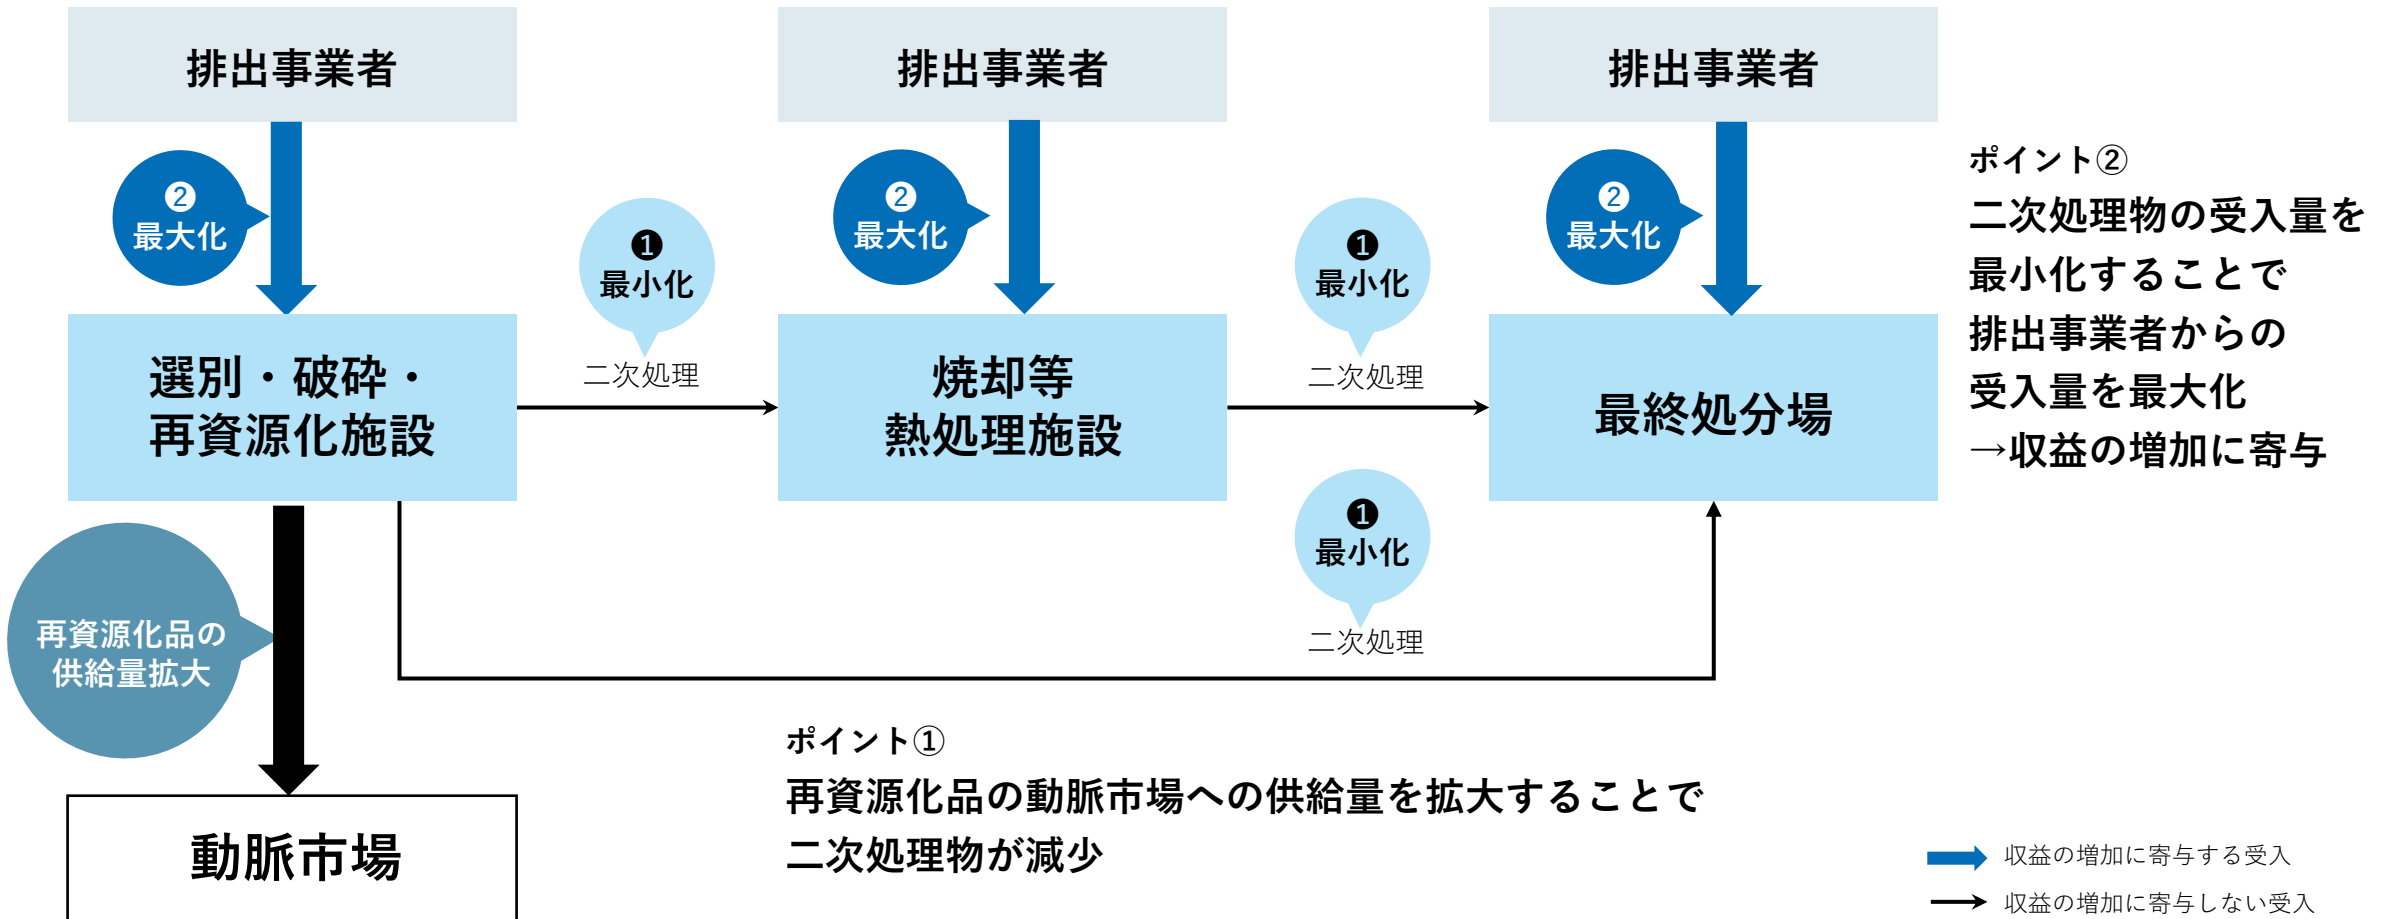 排出事業者
排出事業者
排出事業者
❷
最大化
❷
最大化
❷
最大化
❶
最小化
二次処理
❶
最小化
二次処理
選別・破砕・
再資源化施設
焼却等
熱処理施設
最終処分場
ポイント②
二次処理物の受入量を
最小化することで
排出事業者からの
受入量を最大化
→収益の増加に寄与
❶
最小化
二次処理
再資源化品の
供給量拡大
動脈市場
ポイント①
再資源化品の動脈市場への供給量を拡大することで
二次処理物が減少
収益の増加に寄与する受入
収益の増加に寄与しない受入